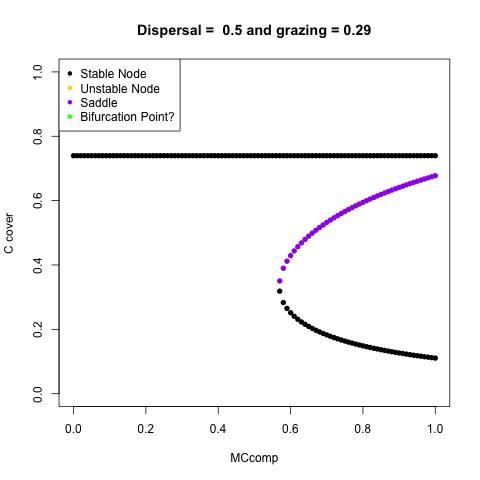 Dispersal =  0.5 and grazing = 0.29
Stable Node
Unstable Node
Saddle
Bifurcation Point?
C cover
1.0
0.8
0.6
0.4
0.2
0.0
0.0 0.2 0.4 0.6 0.8 1.0
MCcomp